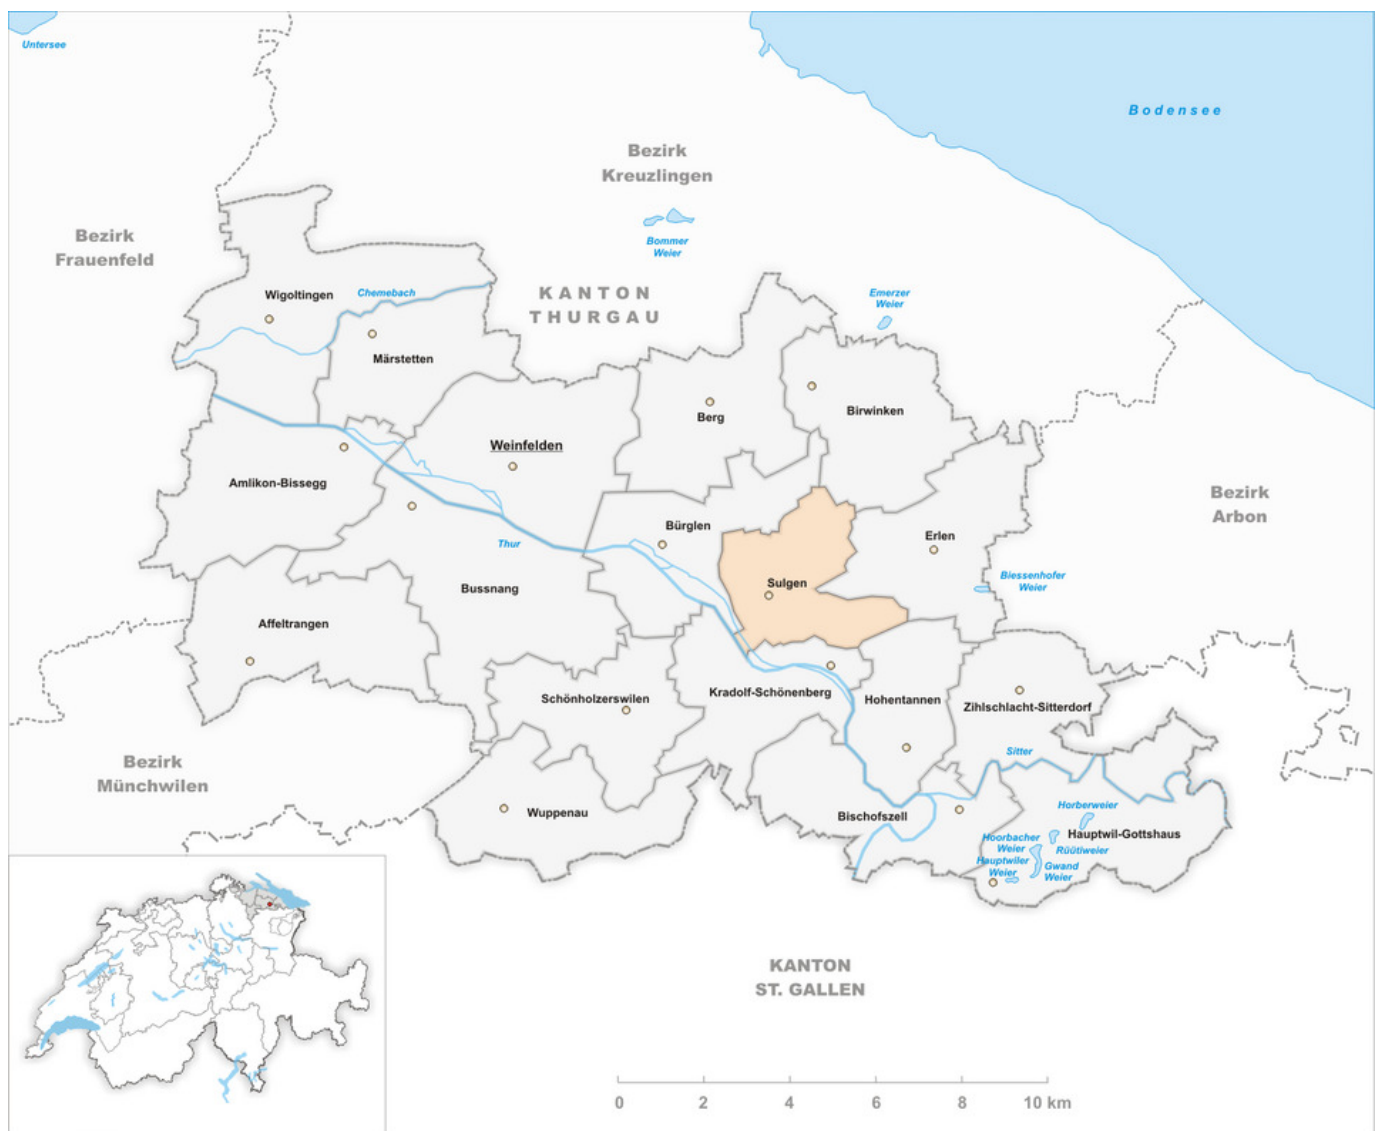 Untersee
Bodensee
Bezirk
Kreuzlingen
Bezirk
Frauenfeld
Bommer
Weier
Wigoltingen
Chemebach
KANTON
THURGAU
Emerzer
Weier
Märstetten
Berg
Birwinken
Weinfelden
Amlikon-Bissegg
Bezirk
Arbon
Bürglen
Erlen
Thur
Bussnang
Sulgen
Biessenhofer
Weier
Affeltrangen
Schönholzerswilen
Kradolf-Schönenberg
Hohentannen
Zihlschlacht-Sitterdorf
Bezirk
Münchwilen
Sitter
Wuppenau
Bischofszell
Horberweier
Hauptwil-Gottshaus
Hoorbacher
Weier
Rüütiweier
Hauptwiler
Weier
Gwand
Weier
KANTON
ST. GALLEN
0 2 4 6 8 10 km